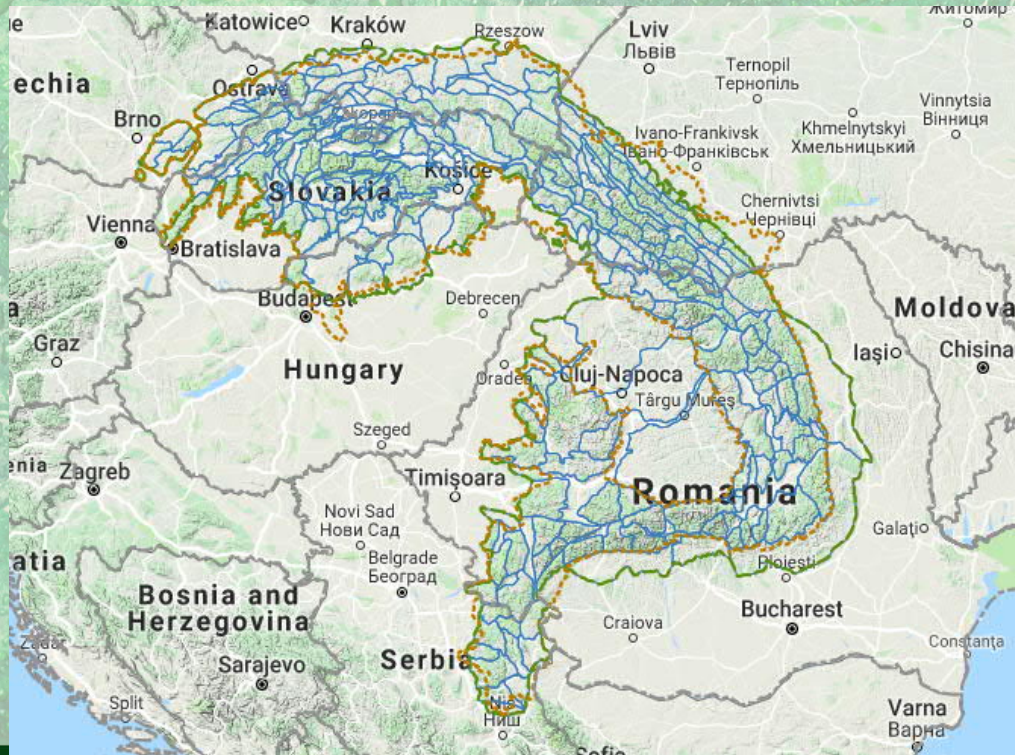 Katowice
Kraków
Rzeszow
Lviv
Львів
Житомир
echia
Ostrava
Ternopil
Тернопіль
Vinnytsia
Вінниця
Brno
Ivano-Frankivsk
Івано-Франківськ
Khmelnytskyi
Хмельницький
Slovakia
Košice
Chernivtsi
Чернівці
Vienna
Bratislava
Budapest
Debrecen
Moldova
Graz
Hungary
Oradea
Cluj-Napoca
Iași
Chisina
Târgu Mureș
Szeged
enia
Zagreb
Timișoara
Romania
Novi Sad
Нови Сад
Galați
atia
Belgrade
Београд
Ploiești
Bosnia and
Herzegovina
Bucharest
Craiova
Zadar
Serbia
Constanța
Sarajevo
Split
Niš
Ниш
Varna
Варна
Sofia